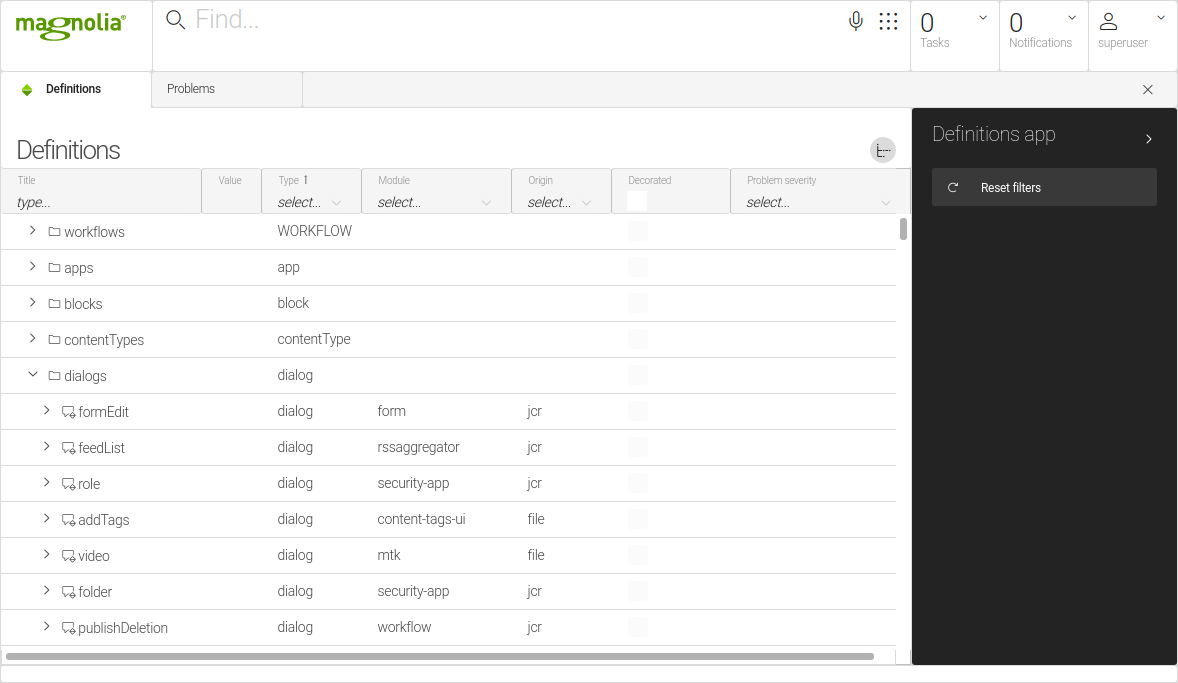 magnolia®
Find...
0
Tasks
0
Notifications
superuser
Definitions
Problems
Definitions
Title
Value
Type
Module
Origin
Decorated
Problem severity
type...
select...
select...
select...
select...
workflows WORKFLOW
apps app
blocks block
contentTypes contentType
dialogs dialog
formEdit dialog form jcr
feedList dialog rssaggregator jcr
role dialog security-app jcr
addTags dialog content-tags-ui file
video dialog mtk file
folder dialog security-app jcr
publishDeletion dialog workflow jcr
Definitions app
Reset filters